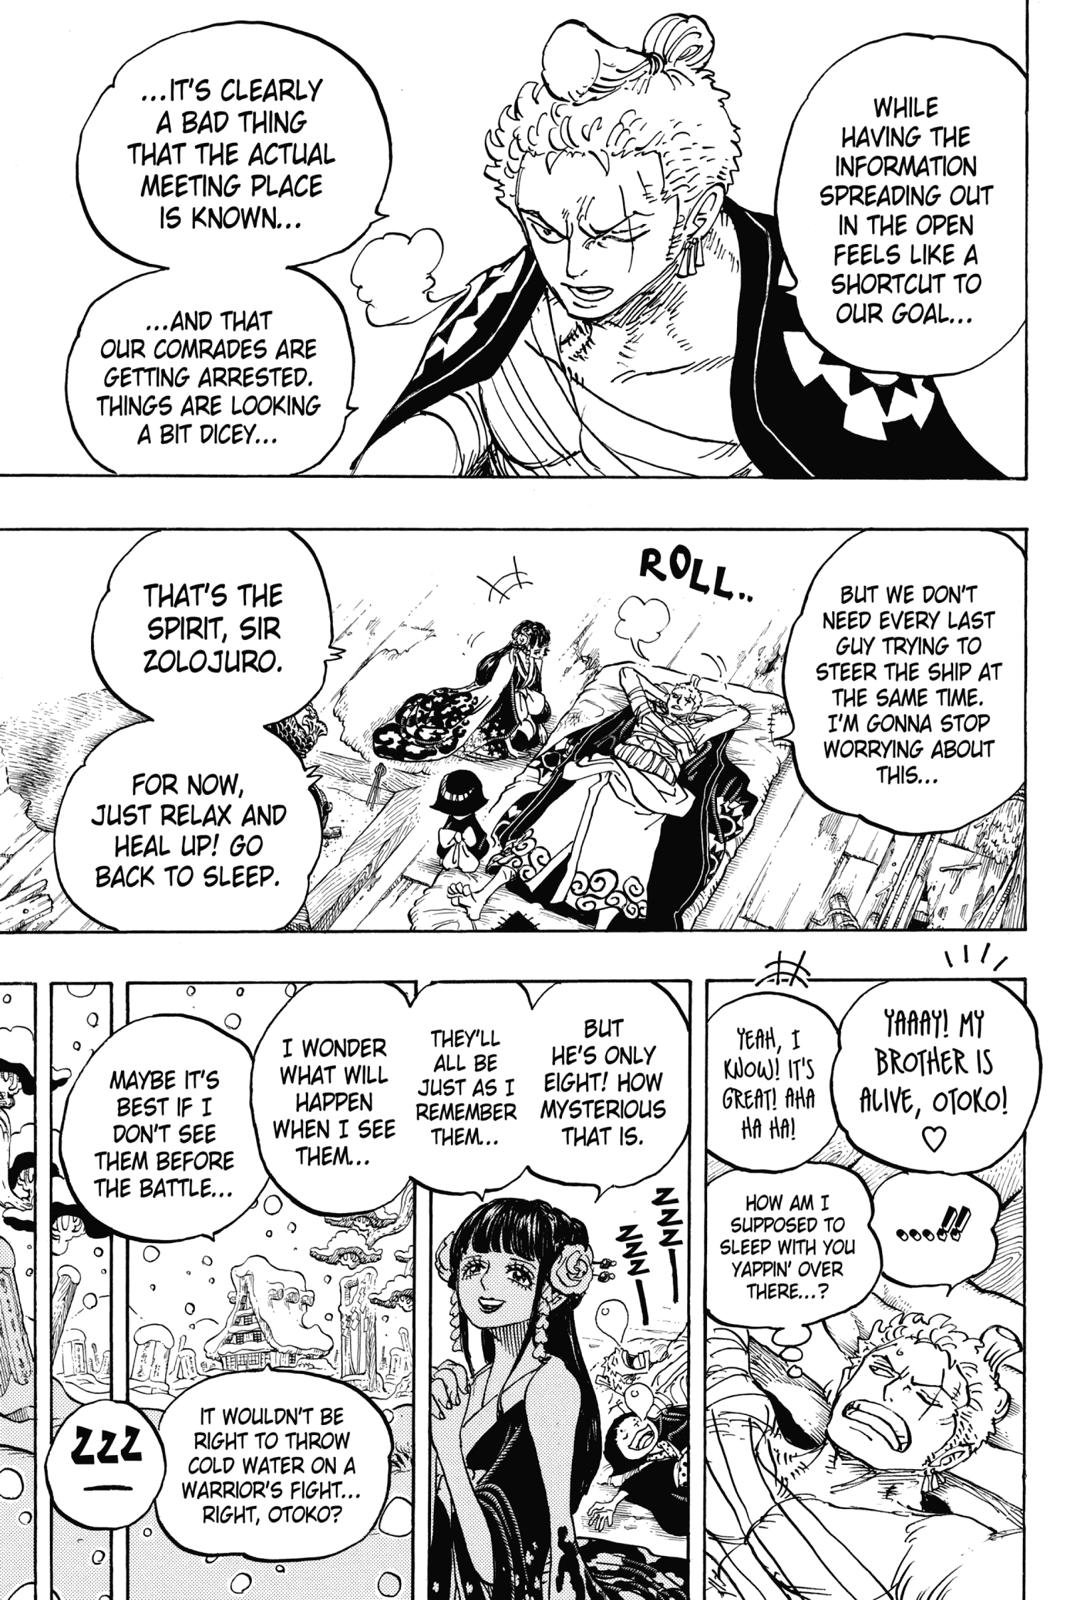 WHILE
HAVING THE
INFORMATION
SPREADING OUT
IN THE OPEN
FEELS LIKE A
SHORTCUT TO
OUR GOAL...
...IT'S CLEARLY
A BAD THING
THAT THE ACTUAL
MEETING PLACE
IS KNOWN...
...AND THAT
OUR COMRADES ARE
GETTING ARRESTED.
THINGS ARE LOOKING
A BIT DICEY...
BUT WE DON'T
NEED EVERY LAST
GUY TRYING TO
STEER THE SHIP AT
THE SAME TIME.
I'M GONNA STOP
WORRYING ABOUT
THIS...
ROLL..
THAT'S THE
SPIRIT, SIR
ZOLOJURO.
FOR NOW,
JUST RELAX AND
HEAL UP! GO
BACK TO SLEEP.
YAAAY! MY
BROTHER IS
ALIVE, OTOKO!
♡
YEAH, I
KNOW! IT'S
GREAT! AHA
HA HA!
....!!
HOW AM I
SUPPOSED TO
SLEEP WITH YOU
YAPPIN' OVER
THERE...?
BUT
HE'S ONLY
EIGHT! HOW
MYSTERIOUS
THAT IS.
THEY'LL
ALL BE
JUST AS I
REMEMBER
THEM...
ZZZ—
ZZZ—
I WONDER
WHAT WILL
HAPPEN
WHEN I SEE
THEM...
MAYBE IT'S
BEST IF I
DON'T SEE
THEM BEFORE
THE BATTLE...
IT WOULDN'T BE
RIGHT TO THROW
COLD WATER ON A
WARRIOR'S FIGHT...
RIGHT, OTOKO?
ZZZ
—